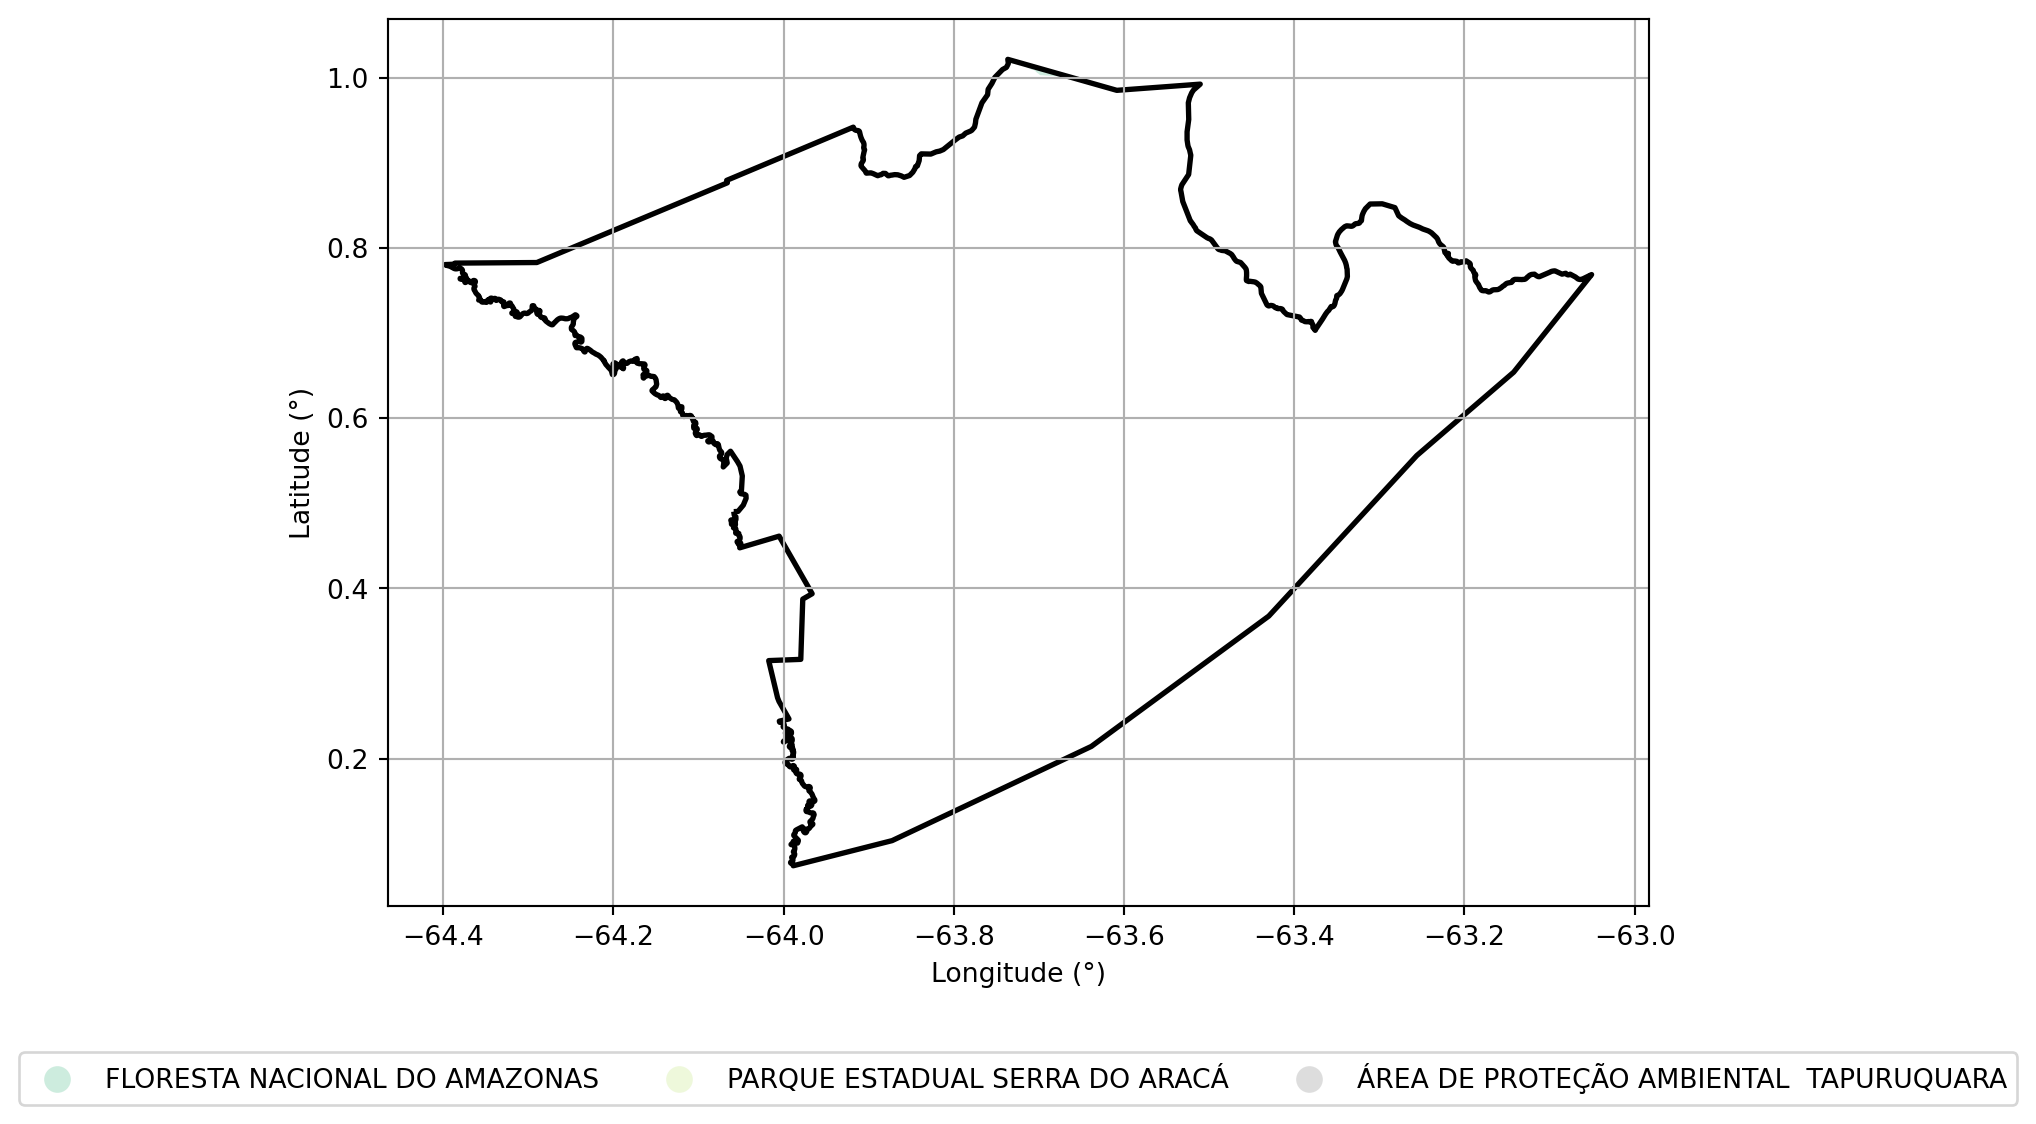 1.0
0.8
0.6
0.4
0.2
Latitude (°)
−64.4 −64.2 −64.0 −63.8 −63.6 −63.4 −63.2 −63.0
Longitude (°)
FLORESTA NACIONAL DO AMAZONAS PARQUE ESTADUAL SERRA DO ARACÁ ÁREA DE PROTEÇÃO AMBIENTAL  TAPURUQUARA